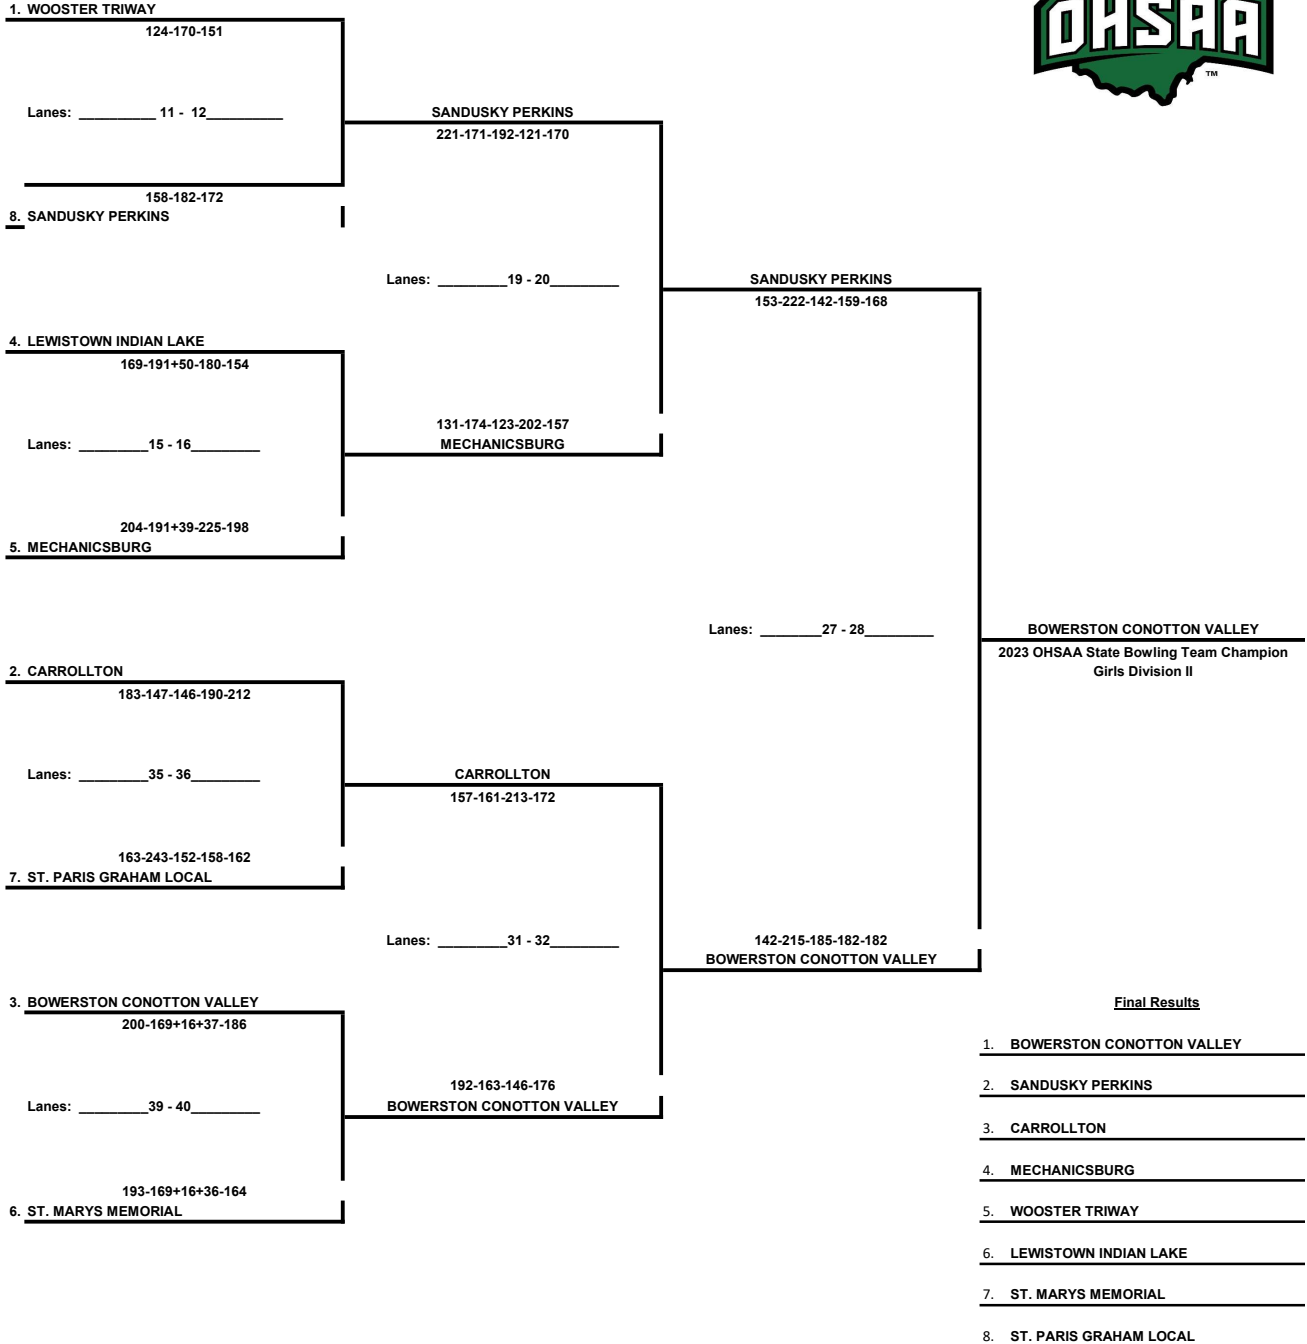 OHSAA
TM
1. WOOSTER TRIWAY
124-170-151
Lanes: __________ 11 - 12__________
158-182-172
8. SANDUSKY PERKINS
SANDUSKY PERKINS
221-171-192-121-170
Lanes: _________19 - 20_________
4. LEWISTOWN INDIAN LAKE
169-191+50-180-154
Lanes: _________15 - 16_________
204-191+39-225-198
5. MECHANICSBURG
131-174-123-202-157
MECHANICSBURG
SANDUSKY PERKINS
153-222-142-159-168
Lanes: ________27 - 28_________
BOWERSTON CONOTTON VALLEY
2023 OHSAA State Bowling Team Champion
Girls Division II
2. CARROLLTON
183-147-146-190-212
Lanes: _________35 - 36_________
163-243-152-158-162
7. ST. PARIS GRAHAM LOCAL
CARROLLTON
157-161-213-172
Lanes: _________31 - 32_________
142-215-185-182-182
BOWERSTON CONOTTON VALLEY
3. BOWERSTON CONOTTON VALLEY
200-169+16+37-186
Lanes: _________39 - 40_________
193-169+16+36-164
6. ST. MARYS MEMORIAL
192-163-146-176
BOWERSTON CONOTTON VALLEY
Final Results
1. BOWERSTON CONOTTON VALLEY
2. SANDUSKY PERKINS
3. CARROLLTON
4. MECHANICSBURG
5. WOOSTER TRIWAY
6. LEWISTOWN INDIAN LAKE
7. ST. MARYS MEMORIAL
8. ST. PARIS GRAHAM LOCAL